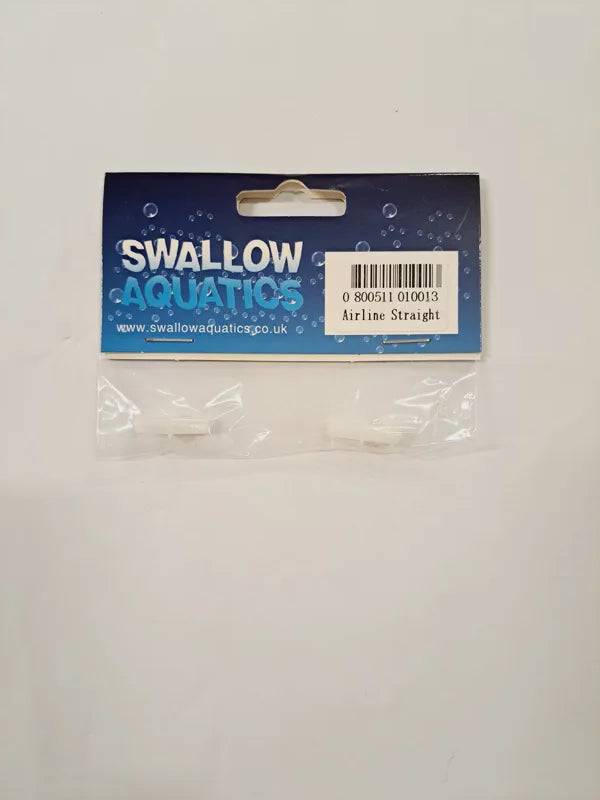 SWALLOW
AQUATICS
www.swallowaquatics.co.uk
0 800511 010013
Airline Straight